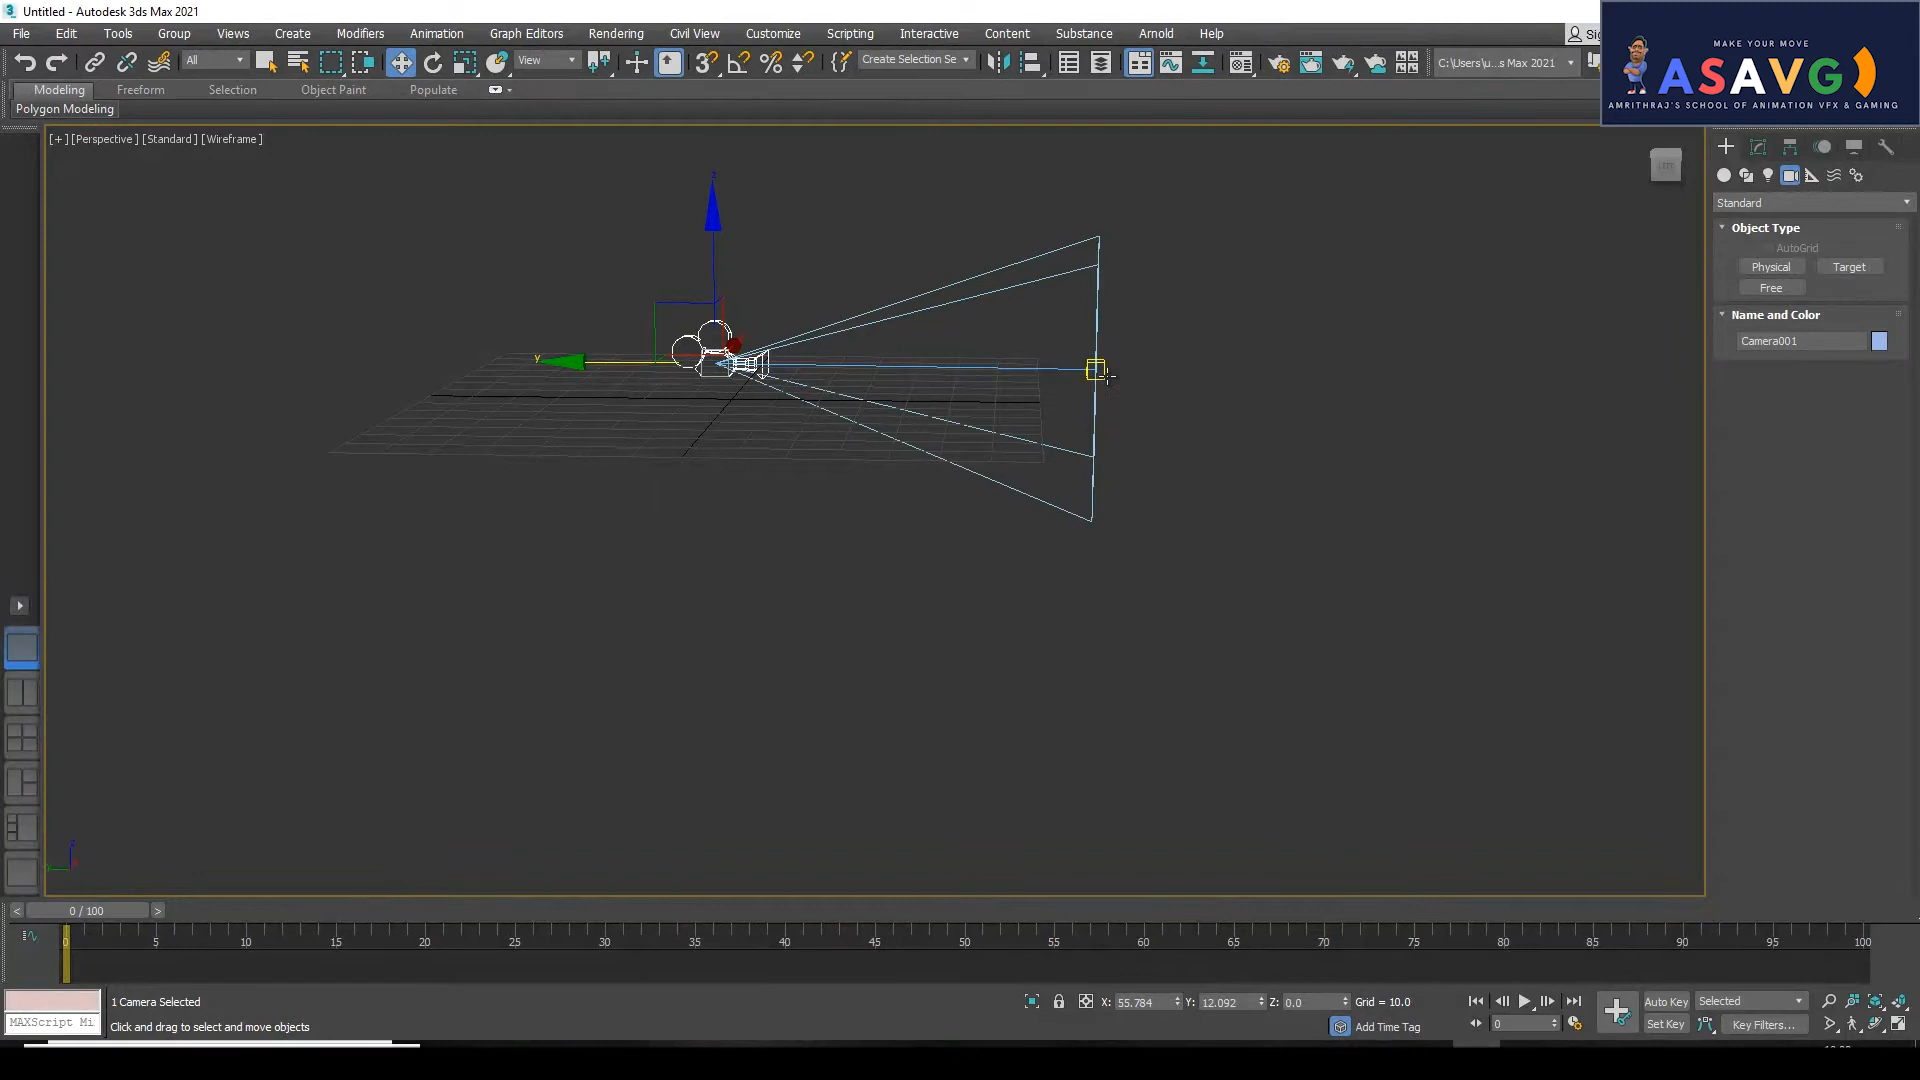 Untitled - Autodesk 3ds Max 2021
File Edit Tools Group Views Create Modifiers Animation Graph Editors Rendering Civil View Customize Scripting Interactive Content Substance Arnold Help
All View Create Selection Se C:\Users\u...s Max 2021
Modeling Freeform Selection Object Paint Populate
Polygon Modeling
MAKE YOUR MOVE
ASAVG
AMRITHRAJ'S SCHOOL OF ANIMATION VFX & GAMING
[+] [Perspective] [Standard] [Wireframe]
Standard
Object Type
AutoGrid
Physical Target
Free
Name and Color
Camera001
z
y
z
< 0 / 100 >
0 5 10 15 20 25 30 35 40 45 50 55 60 65 70 75 80 85 90 95 100
1 Camera Selected X: 55.784 Y: 12.092 Z: 0.0 Grid = 10.0 Auto Key Selected
MAXScript Mi Click and drag to select and move objects Add Time Tag 0 Set Key Key Filters...